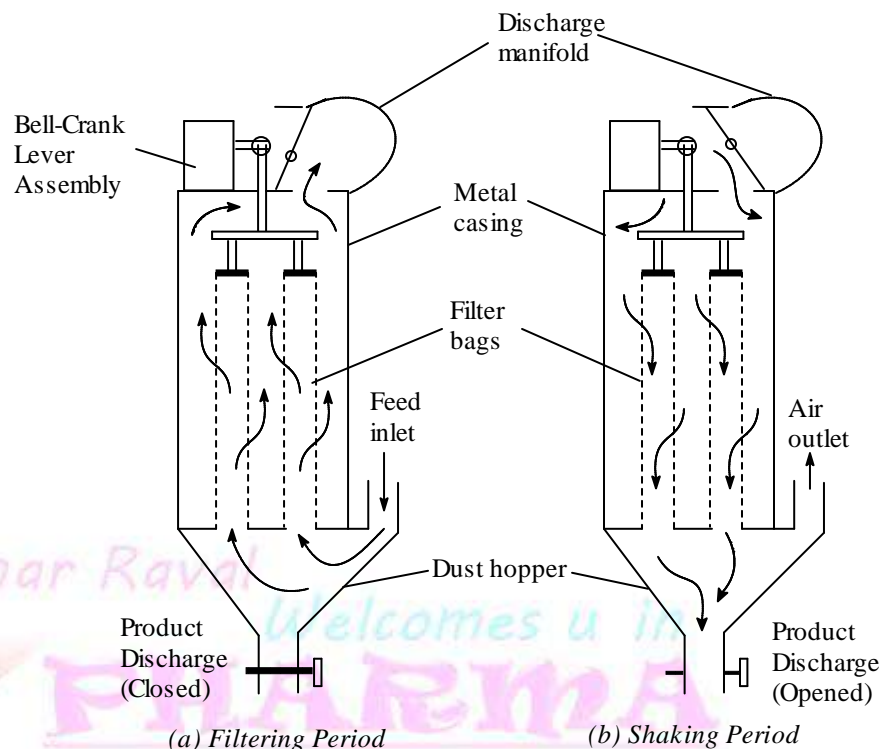 Discharge
manifold
Bell-Crank
Lever
Assembly
Metal
casing
Filter
bags
Feed
inlet
Air
outlet
Dust hopper
Product
Discharge
(Closed)
Product
Discharge
(Opened)
(a) Filtering Period
(b) Shaking Period
Raval
Welcomes u in
PHARMA